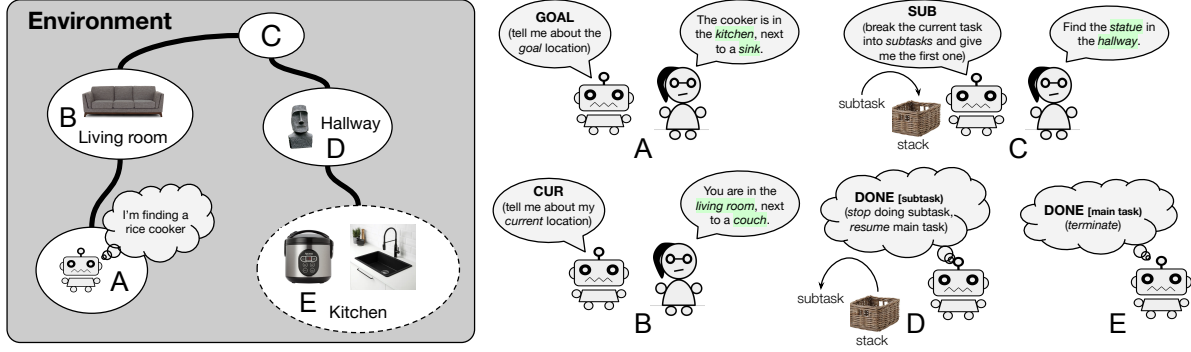 Environment
C
B
Living room
Hallway
D
I'm finding a
rice cooker
A
E
Kitchen
GOAL
(tell me about the
goal location)
The cooker is in
the kitchen, next
to a sink.
A
SUB
(break the current task
into subtasks and give
me the first one)
Find the statue in
the hallway.
subtask
stack
C
CUR
(tell me about my
current location)
You are in the
living room, next
to a couch.
B
DONE [subtask)
(stop doing subtask,
resume main task)
subtask
stack
D
DONE [main task)
(terminate)
E